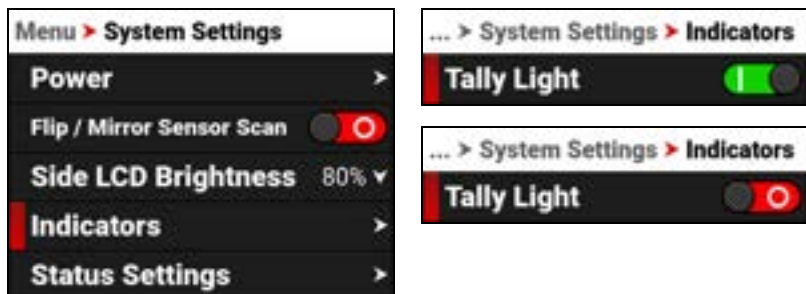 Menu > System Settings
Power >
Flip / Mirror Sensor Scan
Side LCD Brightness 80%
Indicators >
Status Settings >
... > System Settings > Indicators
Tally Light
... > System Settings > Indicators
Tally Light